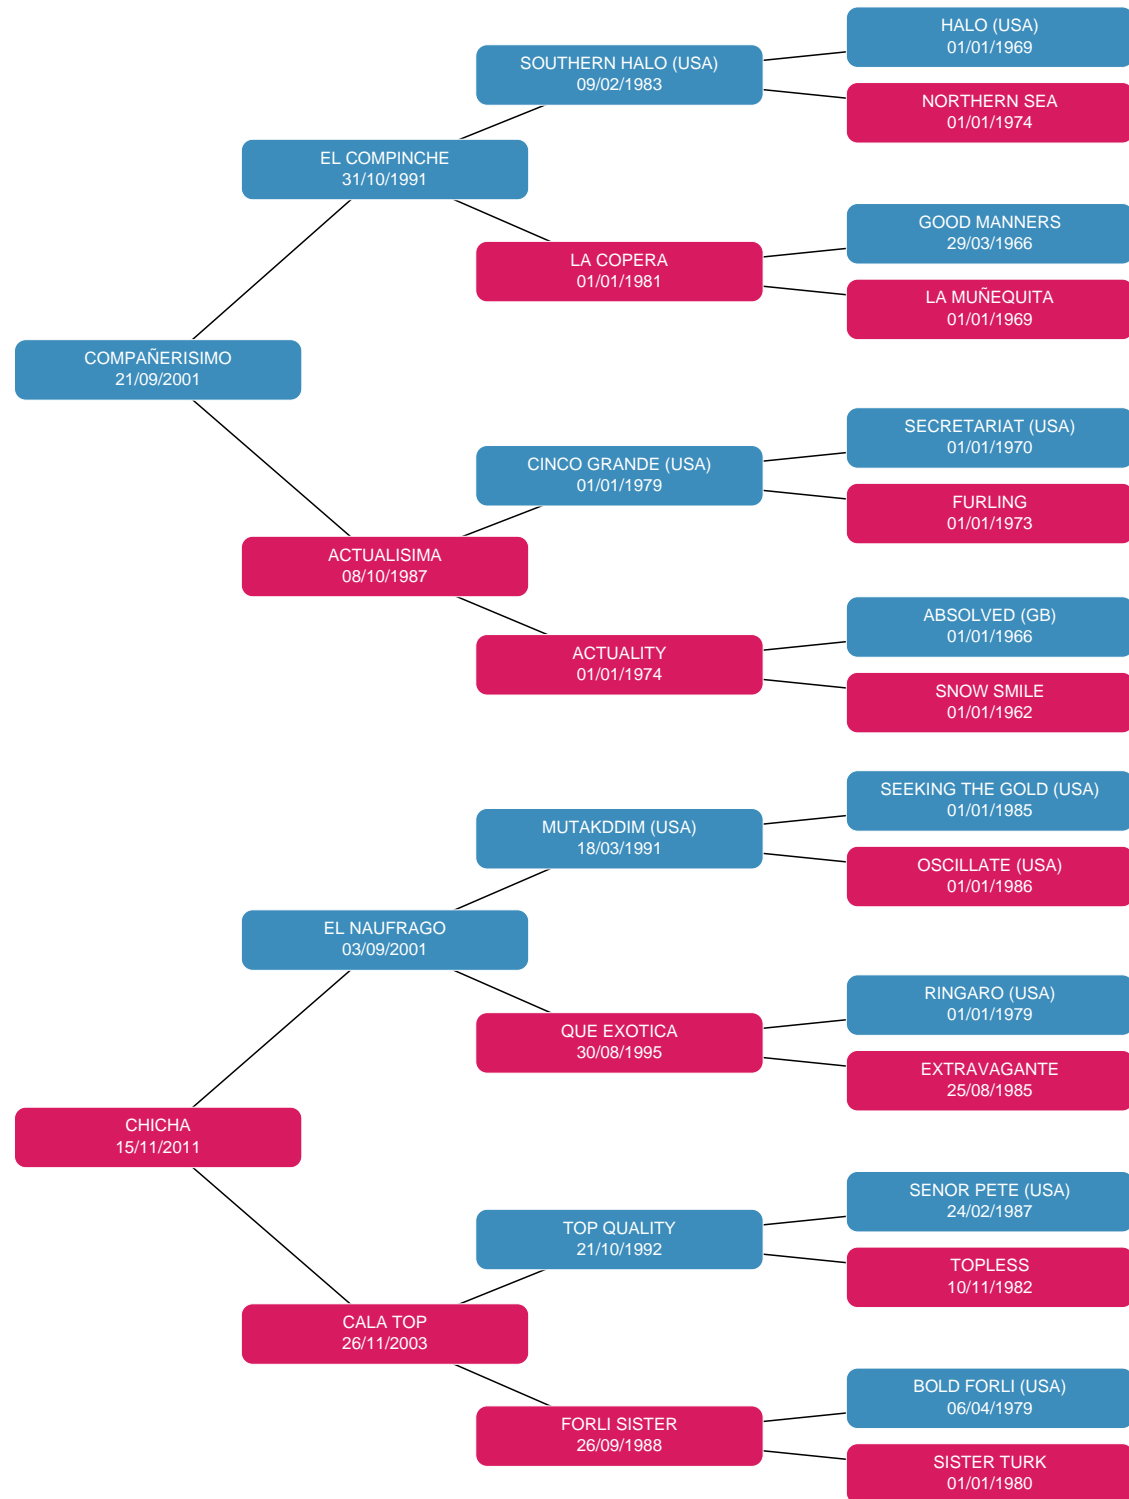 HALO (USA)
01/01/1969
SOUTHERN HALO (USA)
09/02/1983
NORTHERN SEA
01/01/1974
EL COMPINCHE
31/10/1991
GOOD MANNERS
29/03/1966
LA COPERA
01/01/1981
LA MUÑEQUITA
01/01/1969
COMPAÑERISIMO
21/09/2001
SECRETARIAT (USA)
01/01/1970
CINCO GRANDE (USA)
01/01/1979
FURLING
01/01/1973
ACTUALISIMA
08/10/1987
ABSOLVED (GB)
01/01/1966
ACTUALITY
01/01/1974
SNOW SMILE
01/01/1962
SEEKING THE GOLD (USA)
01/01/1985
MUTAKDDIM (USA)
18/03/1991
OSCILLATE (USA)
01/01/1986
EL NAUFRAGO
03/09/2001
RINGARO (USA)
01/01/1979
QUE EXOTICA
30/08/1995
EXTRAVAGANTE
25/08/1985
CHICHA
15/11/2011
SENOR PETE (USA)
24/02/1987
TOP QUALITY
21/10/1992
TOPLESS
10/11/1982
CALA TOP
26/11/2003
BOLD FORLI (USA)
06/04/1979
FORLI SISTER
26/09/1988
SISTER TURK
01/01/1980